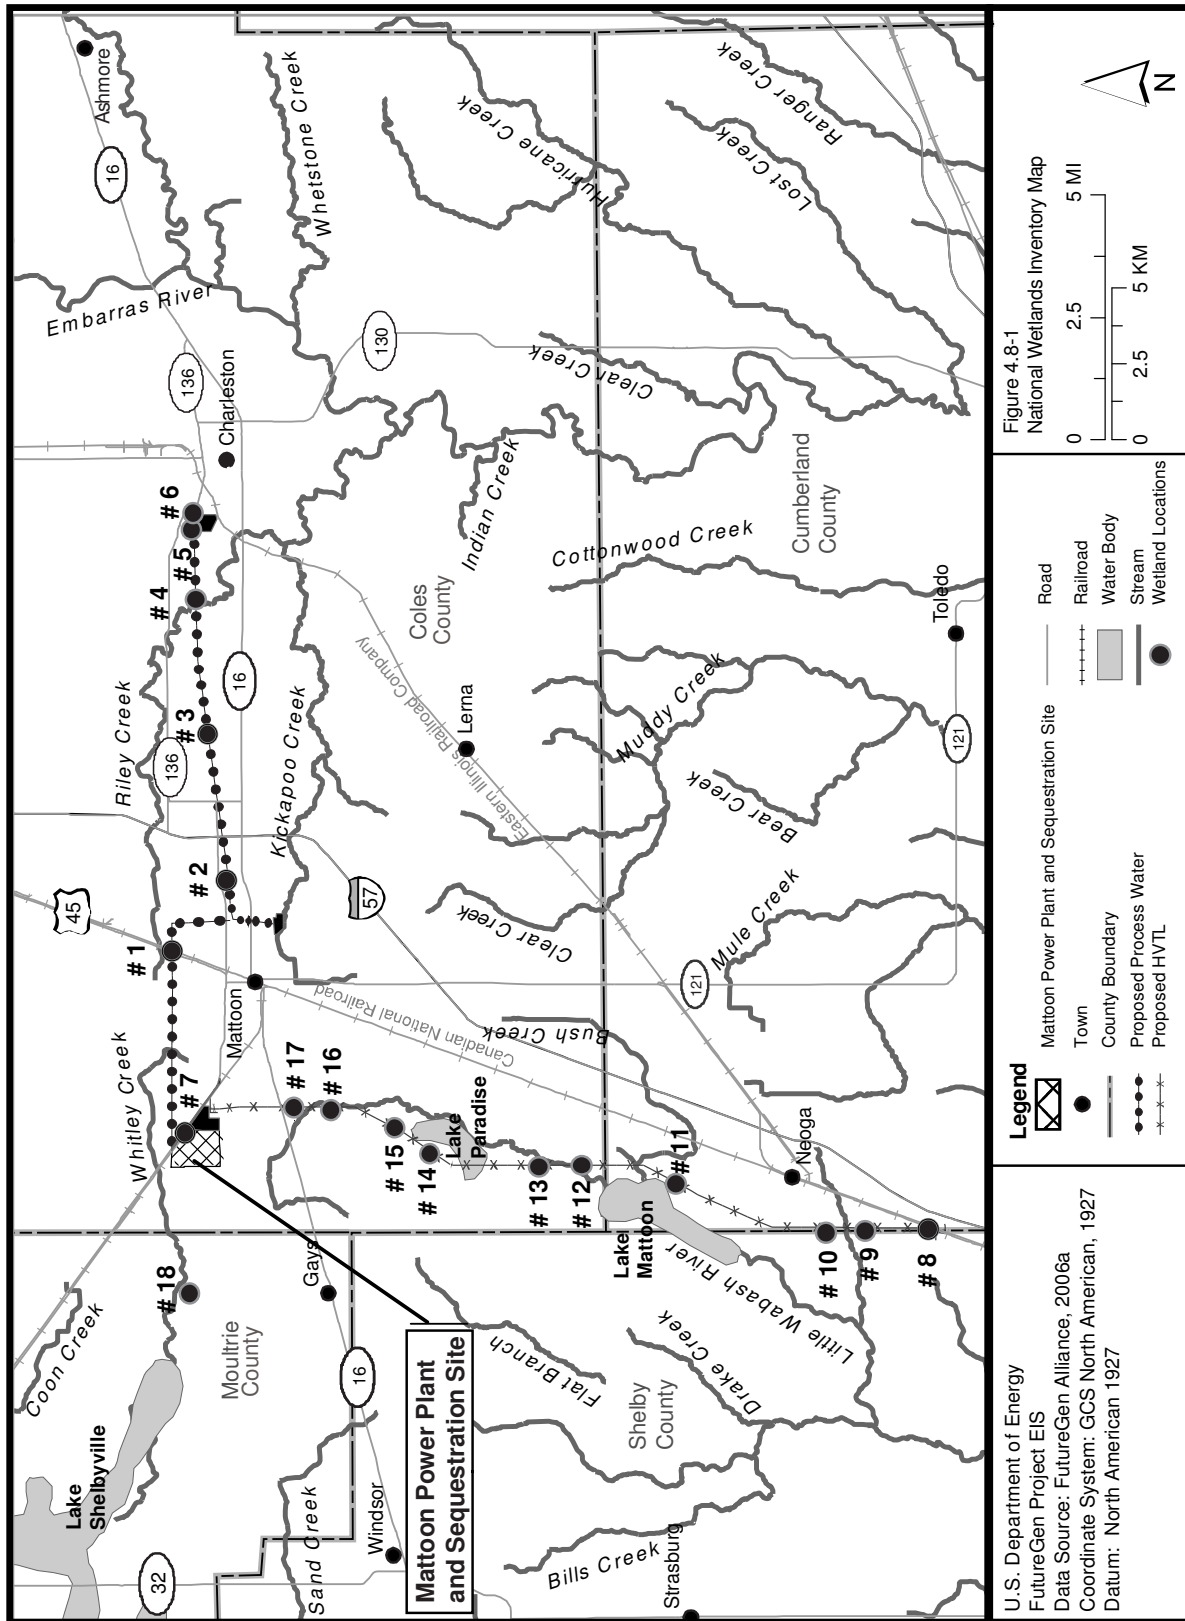 Lake
Shelbyville
Coon Creek
32
Moultrie
County
# 18
Whitley Creek
# 7
# 1
45
Riley Creek
136
# 3
# 2
# 4
# 5
# 6
136
Charleston
Embarras River
16
Ashmore
Whetstone Creek
Sand Creek
Windsor
16
Gays
Mattoon
# 17
# 16
Kickapoo Creek
16
57
130
Mattoon Power Plant
and Sequestration Site
# 15
# 14
Lake
Paradise
Canadian National Railroad
Eastern Illinois Railroad Company
Lerna
Coles
County
Indian Creek
Hurricane Creek
Clear Creek
Clear Creek
Flat Branch
# 13
# 12
Bush Creek
Bills Creek
Strasburg
Shelby
County
Drake Creek
Little Wabash River
Lake
Mattoon
# 11
Muddy Creek
Cottonwood Creek
Bear Creek
Mule Creek
121
Cumberland
County
Lost Creek
Ranger Creek
Neoga
# 10
# 9
# 8
121
Toledo
U.S. Department of Energy
FutureGen Project EIS
Data Source: FutureGen Alliance, 2006a
Coordinate System: GCS North American, 1927
Datum: North American 1927
Legend
Mattoon Power Plant and Sequestration Site
Town
County Boundary
Proposed Process Water
Proposed HVTL
Road
Railroad
Water Body
Stream
Wetland Locations
Figure 4.8-1
National Wetlands Inventory Map
0 2.5 5 MI
0 2.5 5 KM
N